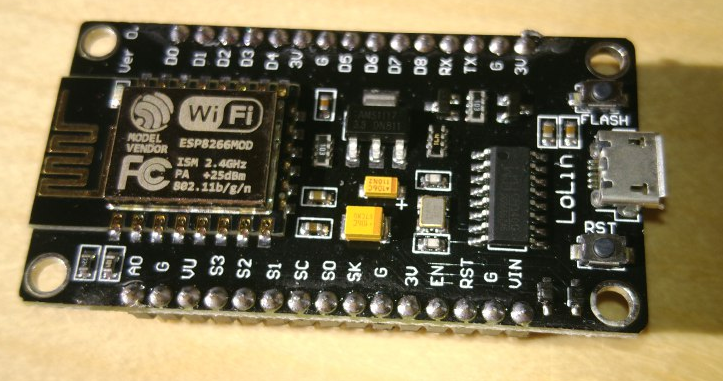 Ver 0.
D0 D1 D2 D3 D4 3V G D5 D6 D7 D8 RX TX G 3V
FLASH
WiFi
MODEL
VENDOR
ESP8266MOD
FC
ISM 2.4GHz
PA +25dBm
802.11b/g/n
AM1117
106C
+
LoLin
RST
A0 G VU S3 S2 S1 SC S0 SK G 3V EN RST G VIN